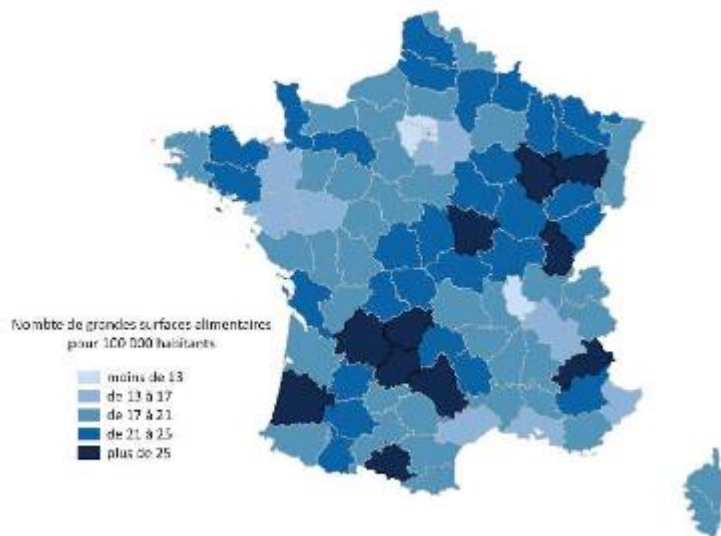 Nombte de grandes surfaces alimentaires
pour 100 000 habitants
moins de 13
de 13 à 17
de 17 à 21
de 21 à 25
plus de 25